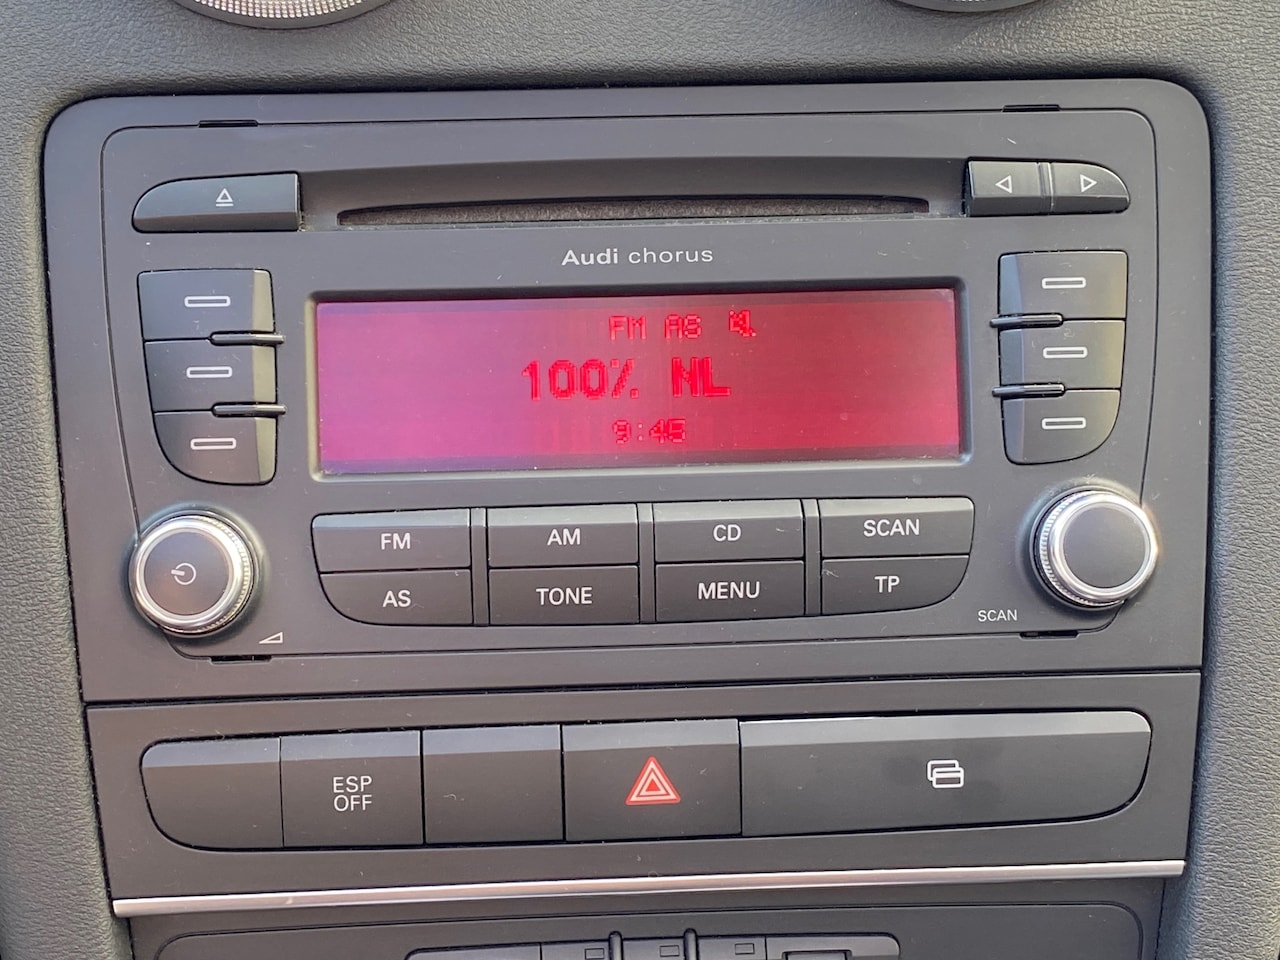 Audi chorus
FM AS
100% NL
9:45
FM
AM
CD
SCAN
AS
TONE
MENU
TP
SCAN
ESP
OFF